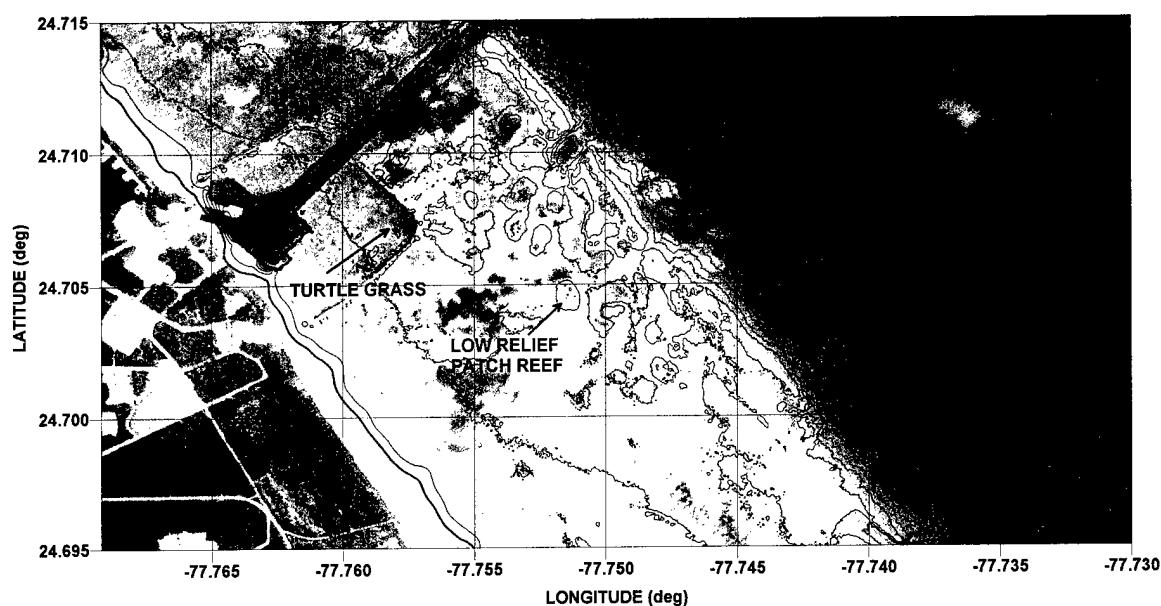 24.715
24.710
24.705
24.700
24.695
LATITUDE (deg)
TURTLE GRASS
LOW RELIEF
PATCH REEF
-77.765
-77.760
-77.755
-77.750
-77.745
-77.740
-77.735
-77.730
LONGITUDE (deg)